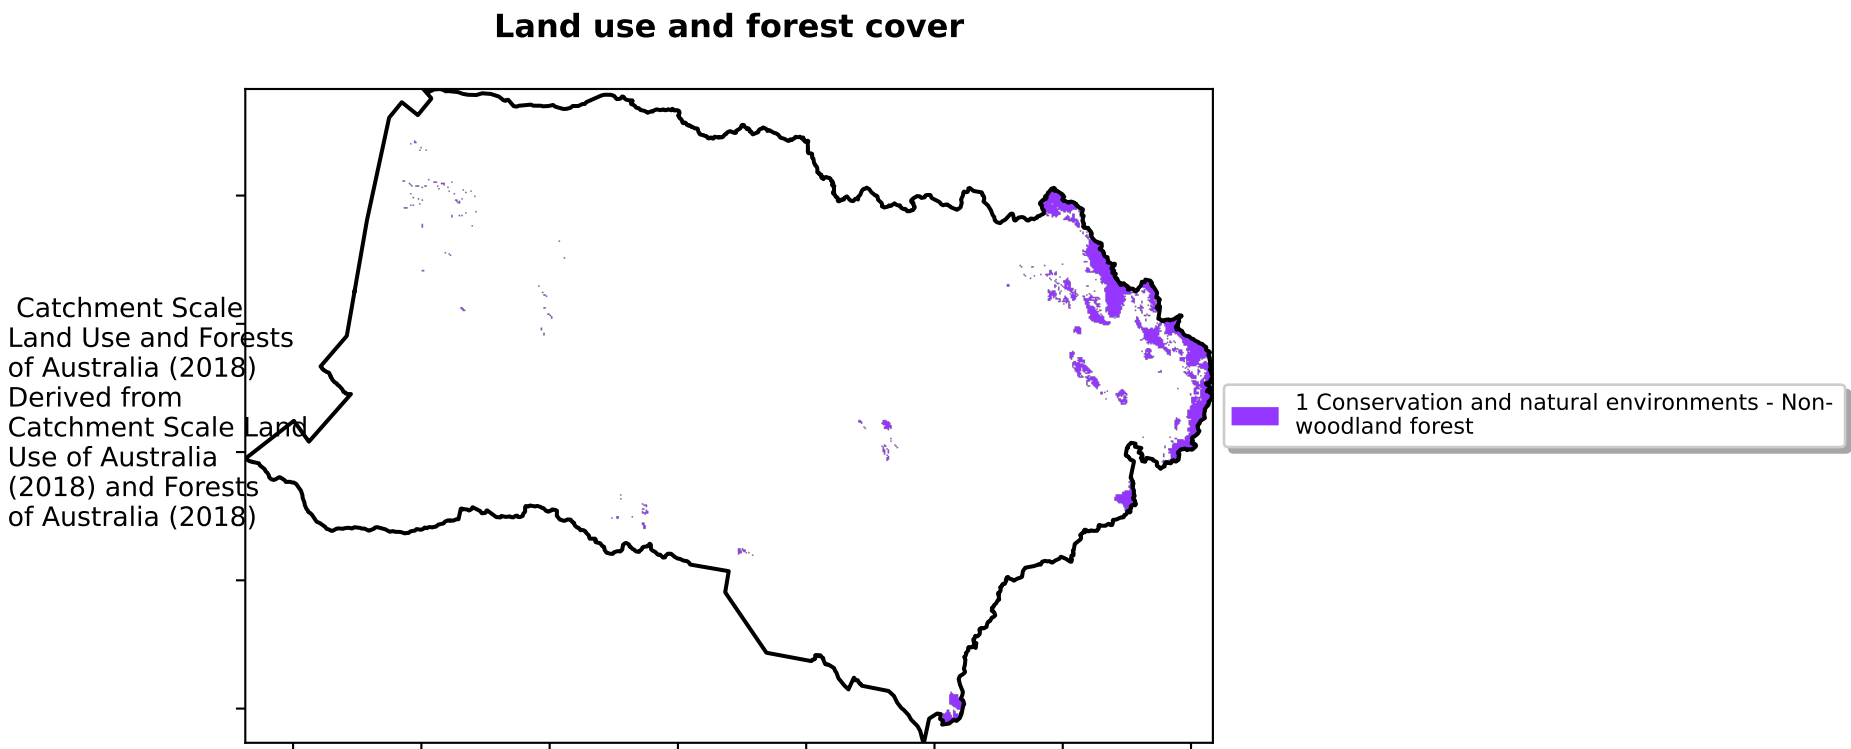 Land use and forest cover
Catchment Scale
Land Use and Forests
of Australia (2018)
Derived from
Catchment Scale Land
Use of Australia
(2018) and Forests
of Australia (2018)
1 Conservation and natural environments - Non-
woodland forest